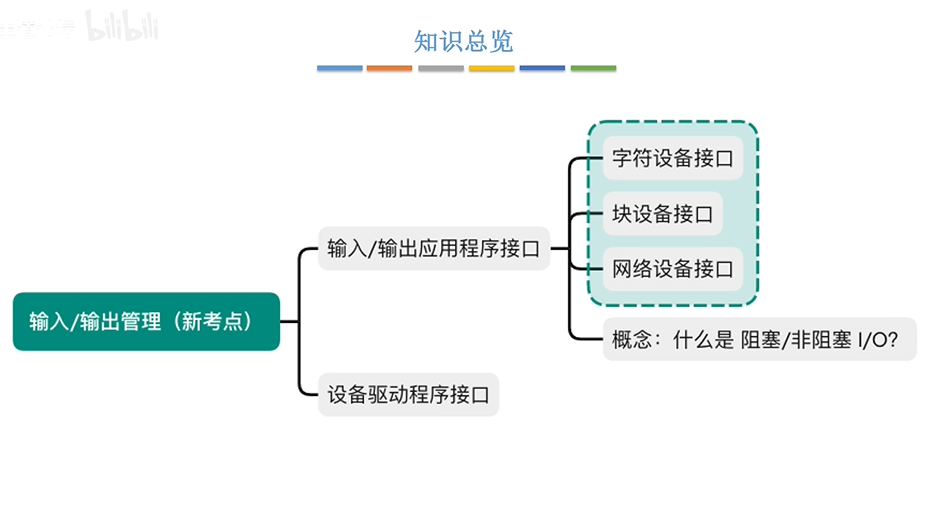 bilibili
知识总览
字符设备接口
块设备接口
网络设备接口
输入/输出应用程序接口
输入/输出管理（新考点）
概念：什么是 阻塞/非阻塞 I/O？
设备驱动程序接口